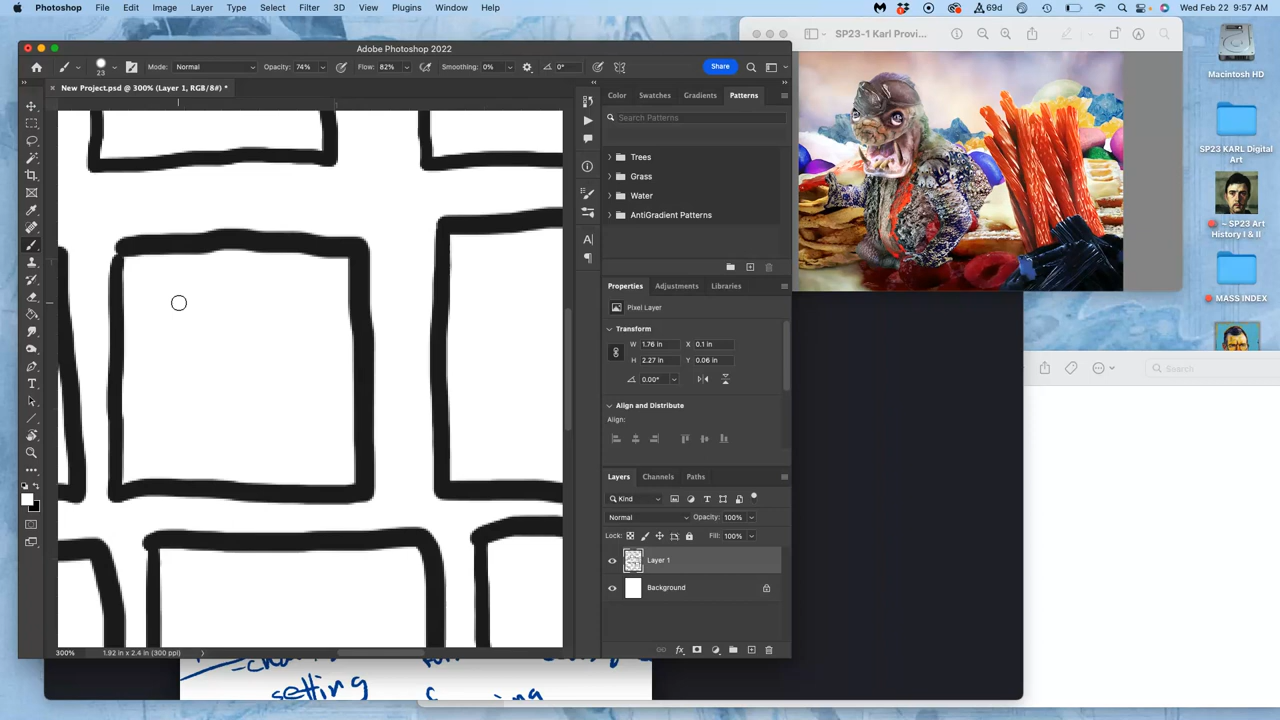 Photoshop File Edit Image Layer Type Select Filter 3D View Plugins Window Help 69d Wed Feb 22 9:57 AM
Adobe Photoshop 2022
SP23-1 Karl Provi...
23 Mode: Normal Opacity: 74% Flow: 82% Smoothing: 0% 0° Share
New Project.psd @ 300% (Layer 1, RGB/8#) *
Color Swatches Gradients Patterns
Search Patterns
Trees
Grass
Water
AntiGradient Patterns
Properties Adjustments Libraries
Pixel Layer
Transform
W 1.76 in X 0.1 in
H 2.27 in Y 0.06 in
0.00°
Align and Distribute
Align:
Layers Channels Paths
Kind
Normal Opacity: 100%
Lock: Fill: 100%
Layer 1
Background
300% 1.92 in x 2.4 in (300 ppi)
Macintosh HD
SP23 KARL Digital
Art
~ SP23 Art
History I & II
MASS INDEX
Search
setting